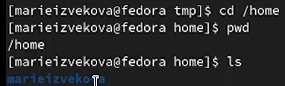 [marieizvekova@fedora tmp]$ cd /home
[marieizvekova@fedora home]$ pwd
/home
[marieizvekova@fedora home]$ ls
marieizvekova